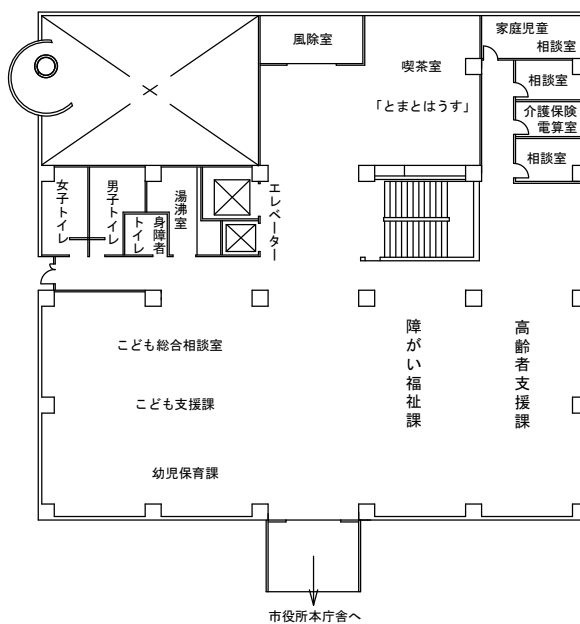 家庭児童
相談室
風除室
喫茶室
「とまとはうす」
相談室
介護保険
電算室
相談室
女子トイレ
男子トイレ
身障者
トイレ
湯沸室
エレベーター
こども総合相談室
こども支援課
幼児保育課
障がい福祉課
高齢者支援課
市役所本庁舎へ